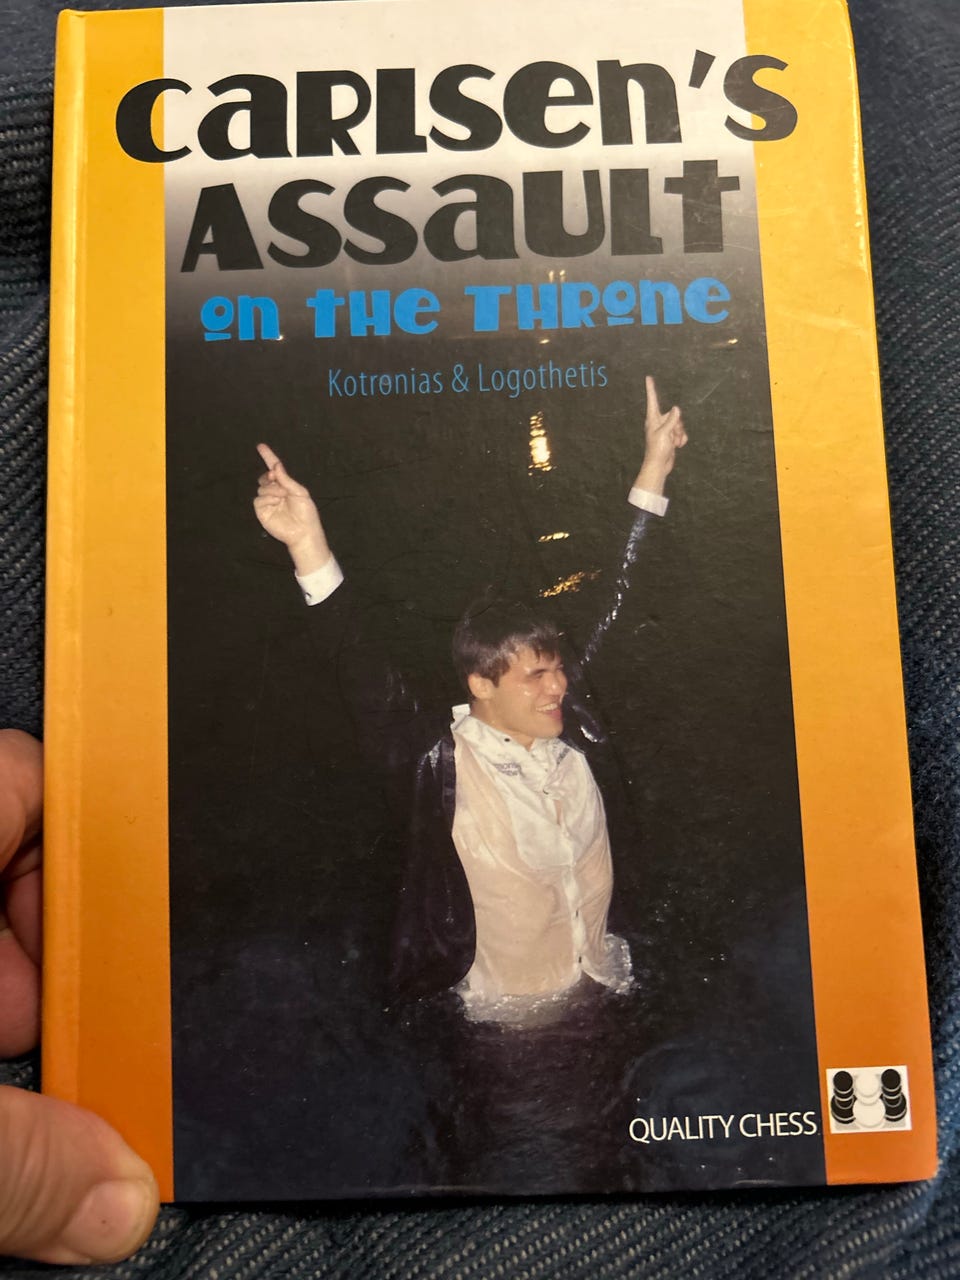 CARLSEN'S
ASSAULT
ON THE THRONE
Kotronias & Logothetis
QUALITY CHESS